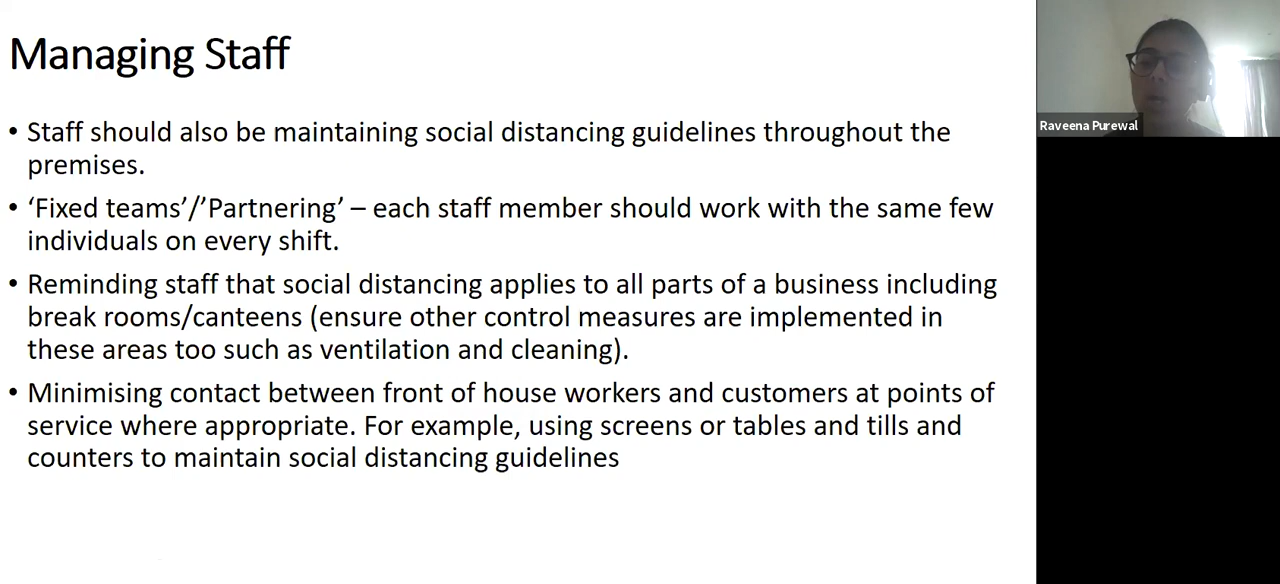 Managing Staff
• Staff should also be maintaining social distancing guidelines throughout the
premises.
• ‘Fixed teams’/’Partnering’ – each staff member should work with the same few
individuals on every shift.
• Reminding staff that social distancing applies to all parts of a business including
break rooms/canteens (ensure other control measures are implemented in
these areas too such as ventilation and cleaning).
• Minimising contact between front of house workers and customers at points of
service where appropriate. For example, using screens or tables and tills and
counters to maintain social distancing guidelines
Raveena Purewal